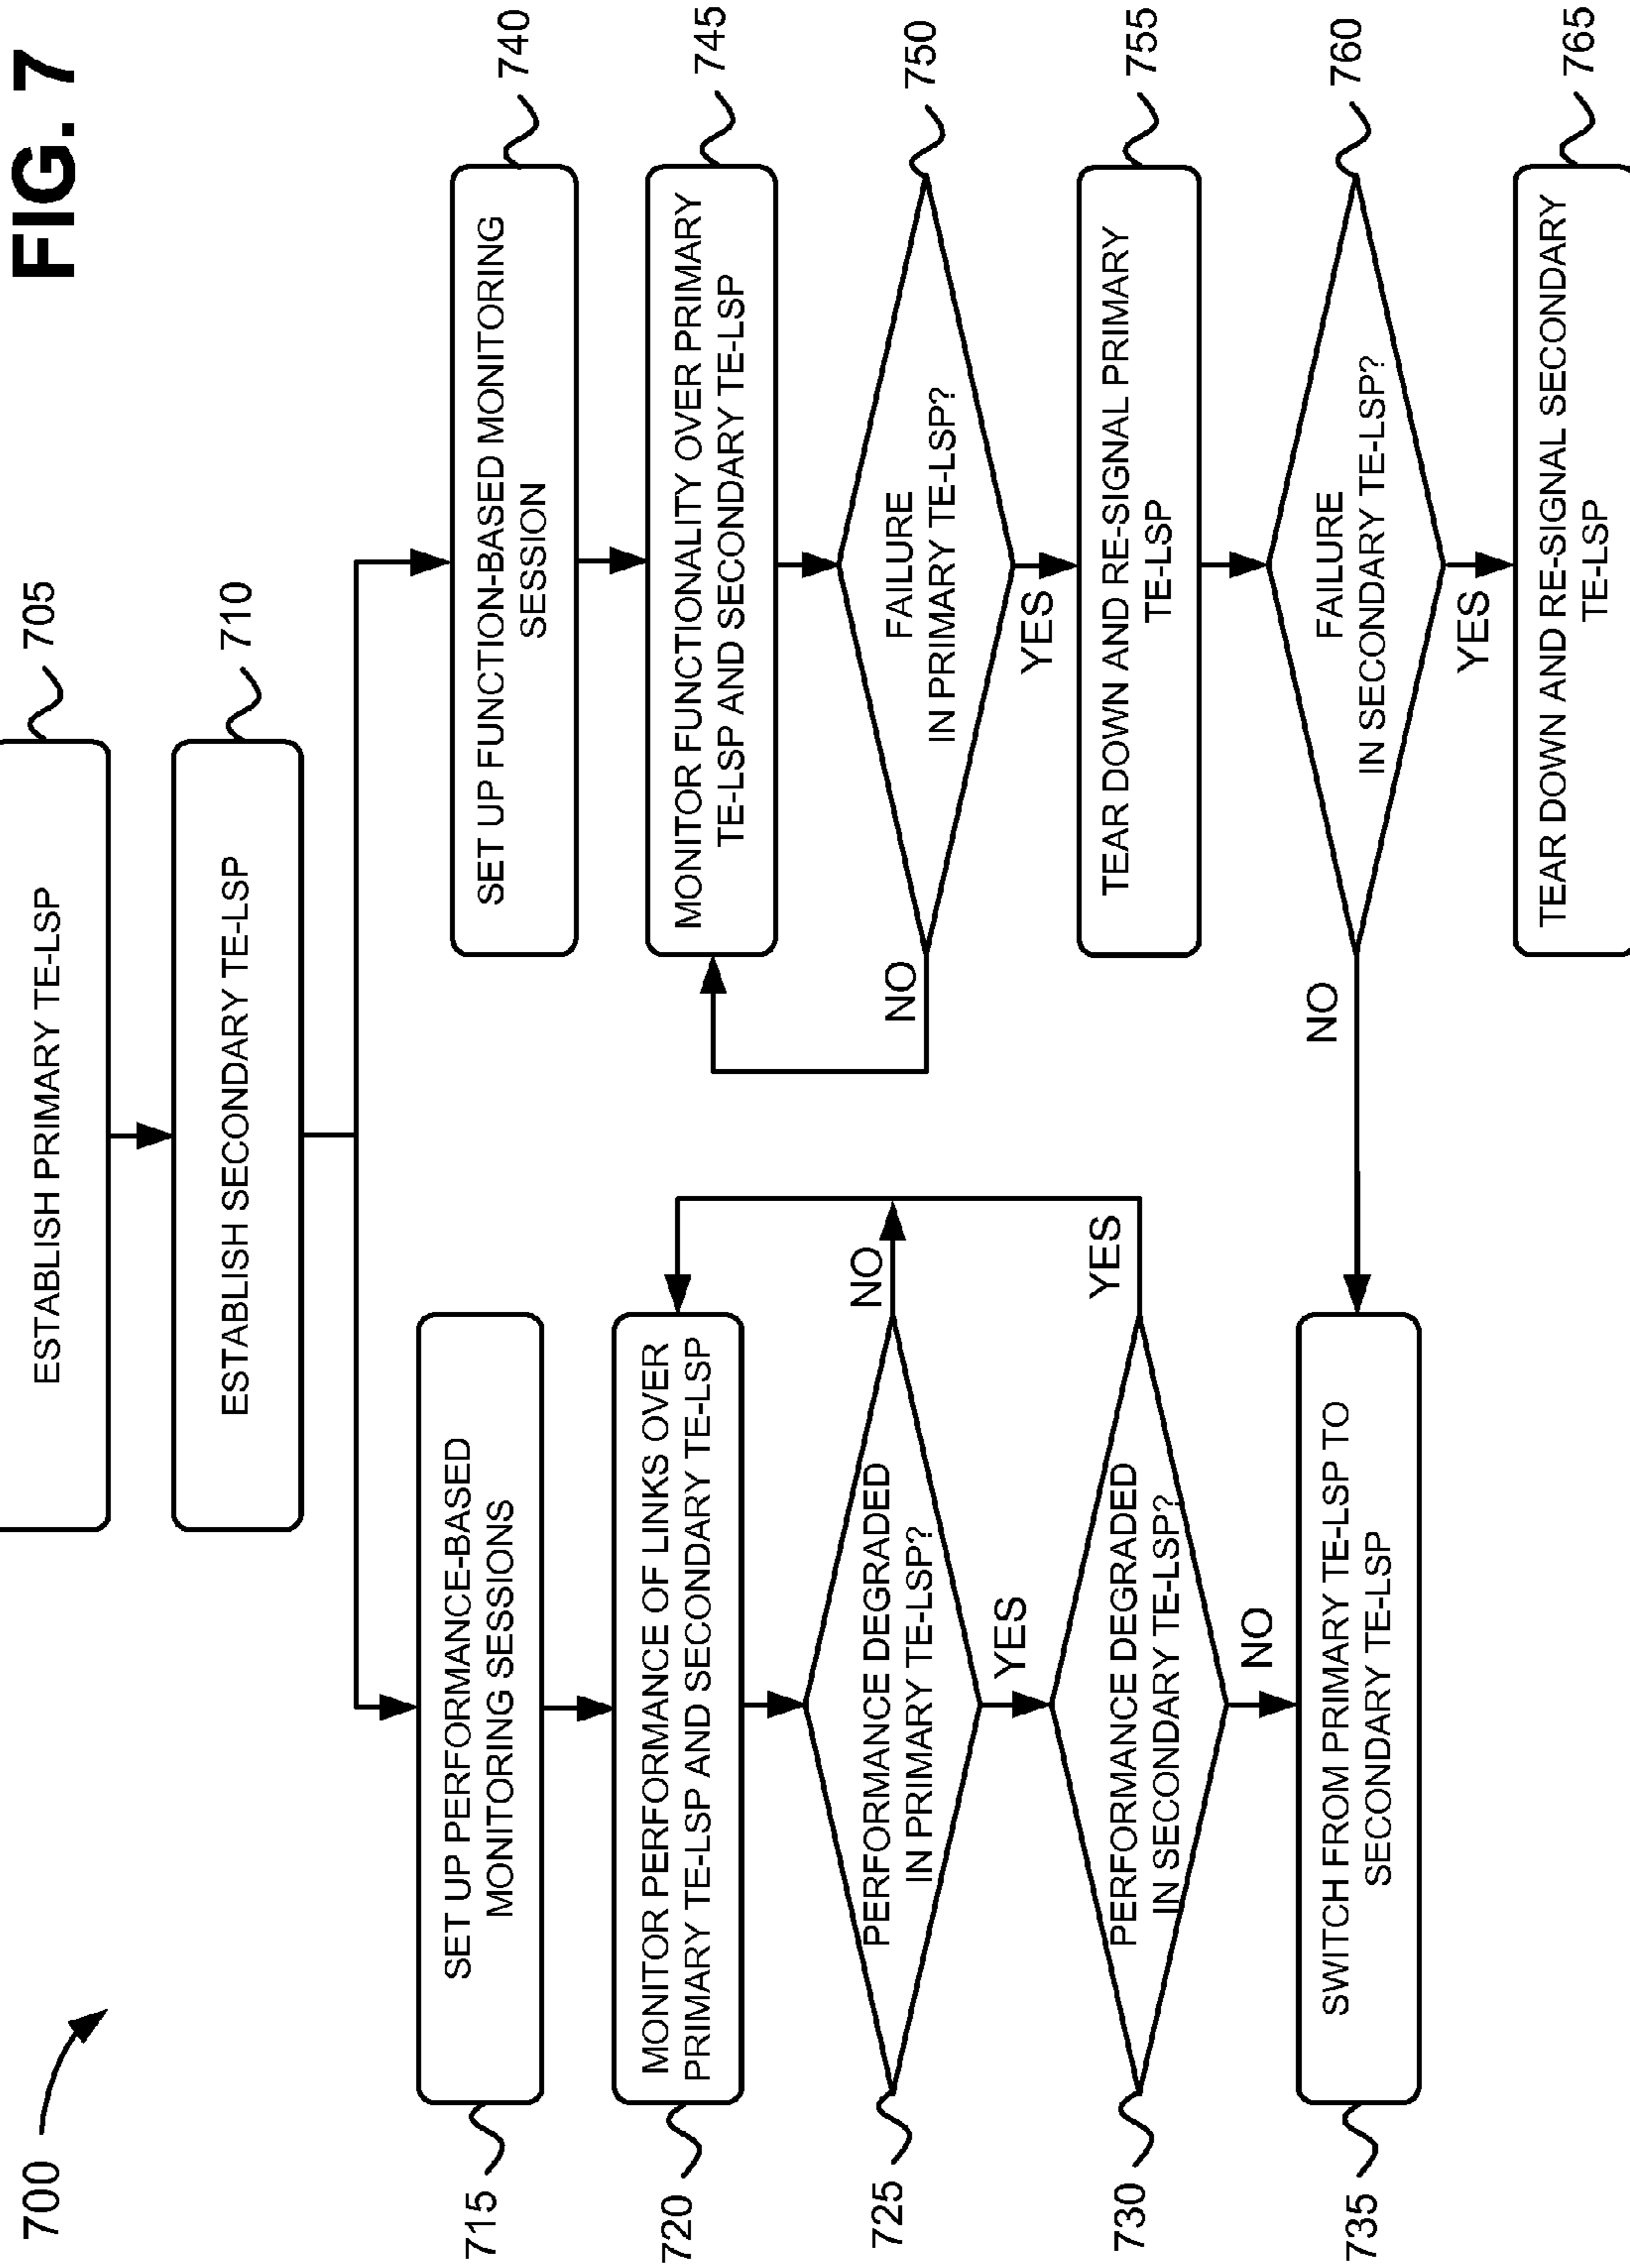 FIG. 7
700
ESTABLISH PRIMARY TE-LSP
705
ESTABLISH SECONDARY TE-LSP
710
715
SET UP PERFORMANCE-BASED
MONITORING SESSIONS
720
MONITOR PERFORMANCE OF LINKS OVER
PRIMARY TE-LSP AND SECONDARY TE-LSP
725
PERFORMANCE DEGRADED
IN PRIMARY TE-LSP?
NO
YES
730
PERFORMANCE DEGRADED
IN SECONDARY TE-LSP?
YES
NO
735
SWITCH FROM PRIMARY TE-LSP TO
SECONDARY TE-LSP
SET UP FUNCTION-BASED MONITORING
SESSION
740
MONITOR FUNCTIONALITY OVER PRIMARY
TE-LSP AND SECONDARY TE-LSP
745
FAILURE
IN PRIMARY TE-LSP?
750
NO
YES
TEAR DOWN AND RE-SIGNAL PRIMARY
TE-LSP
755
FAILURE
IN SECONDARY TE-LSP?
760
NO
YES
TEAR DOWN AND RE-SIGNAL SECONDARY
TE-LSP
765